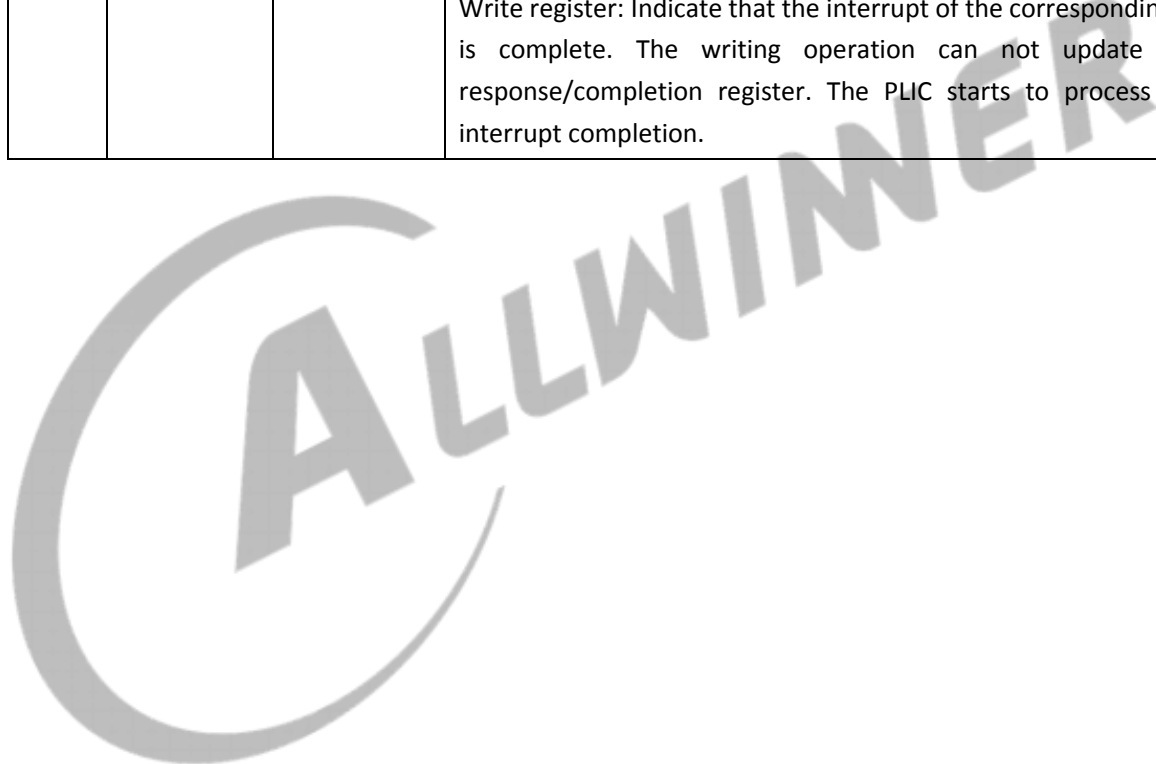 Write register: Indicate that the interrupt of the correspondin
is complete. The writing operation can not update
response/completion register. The PLIC starts to process
interrupt completion.
ALLWINNER